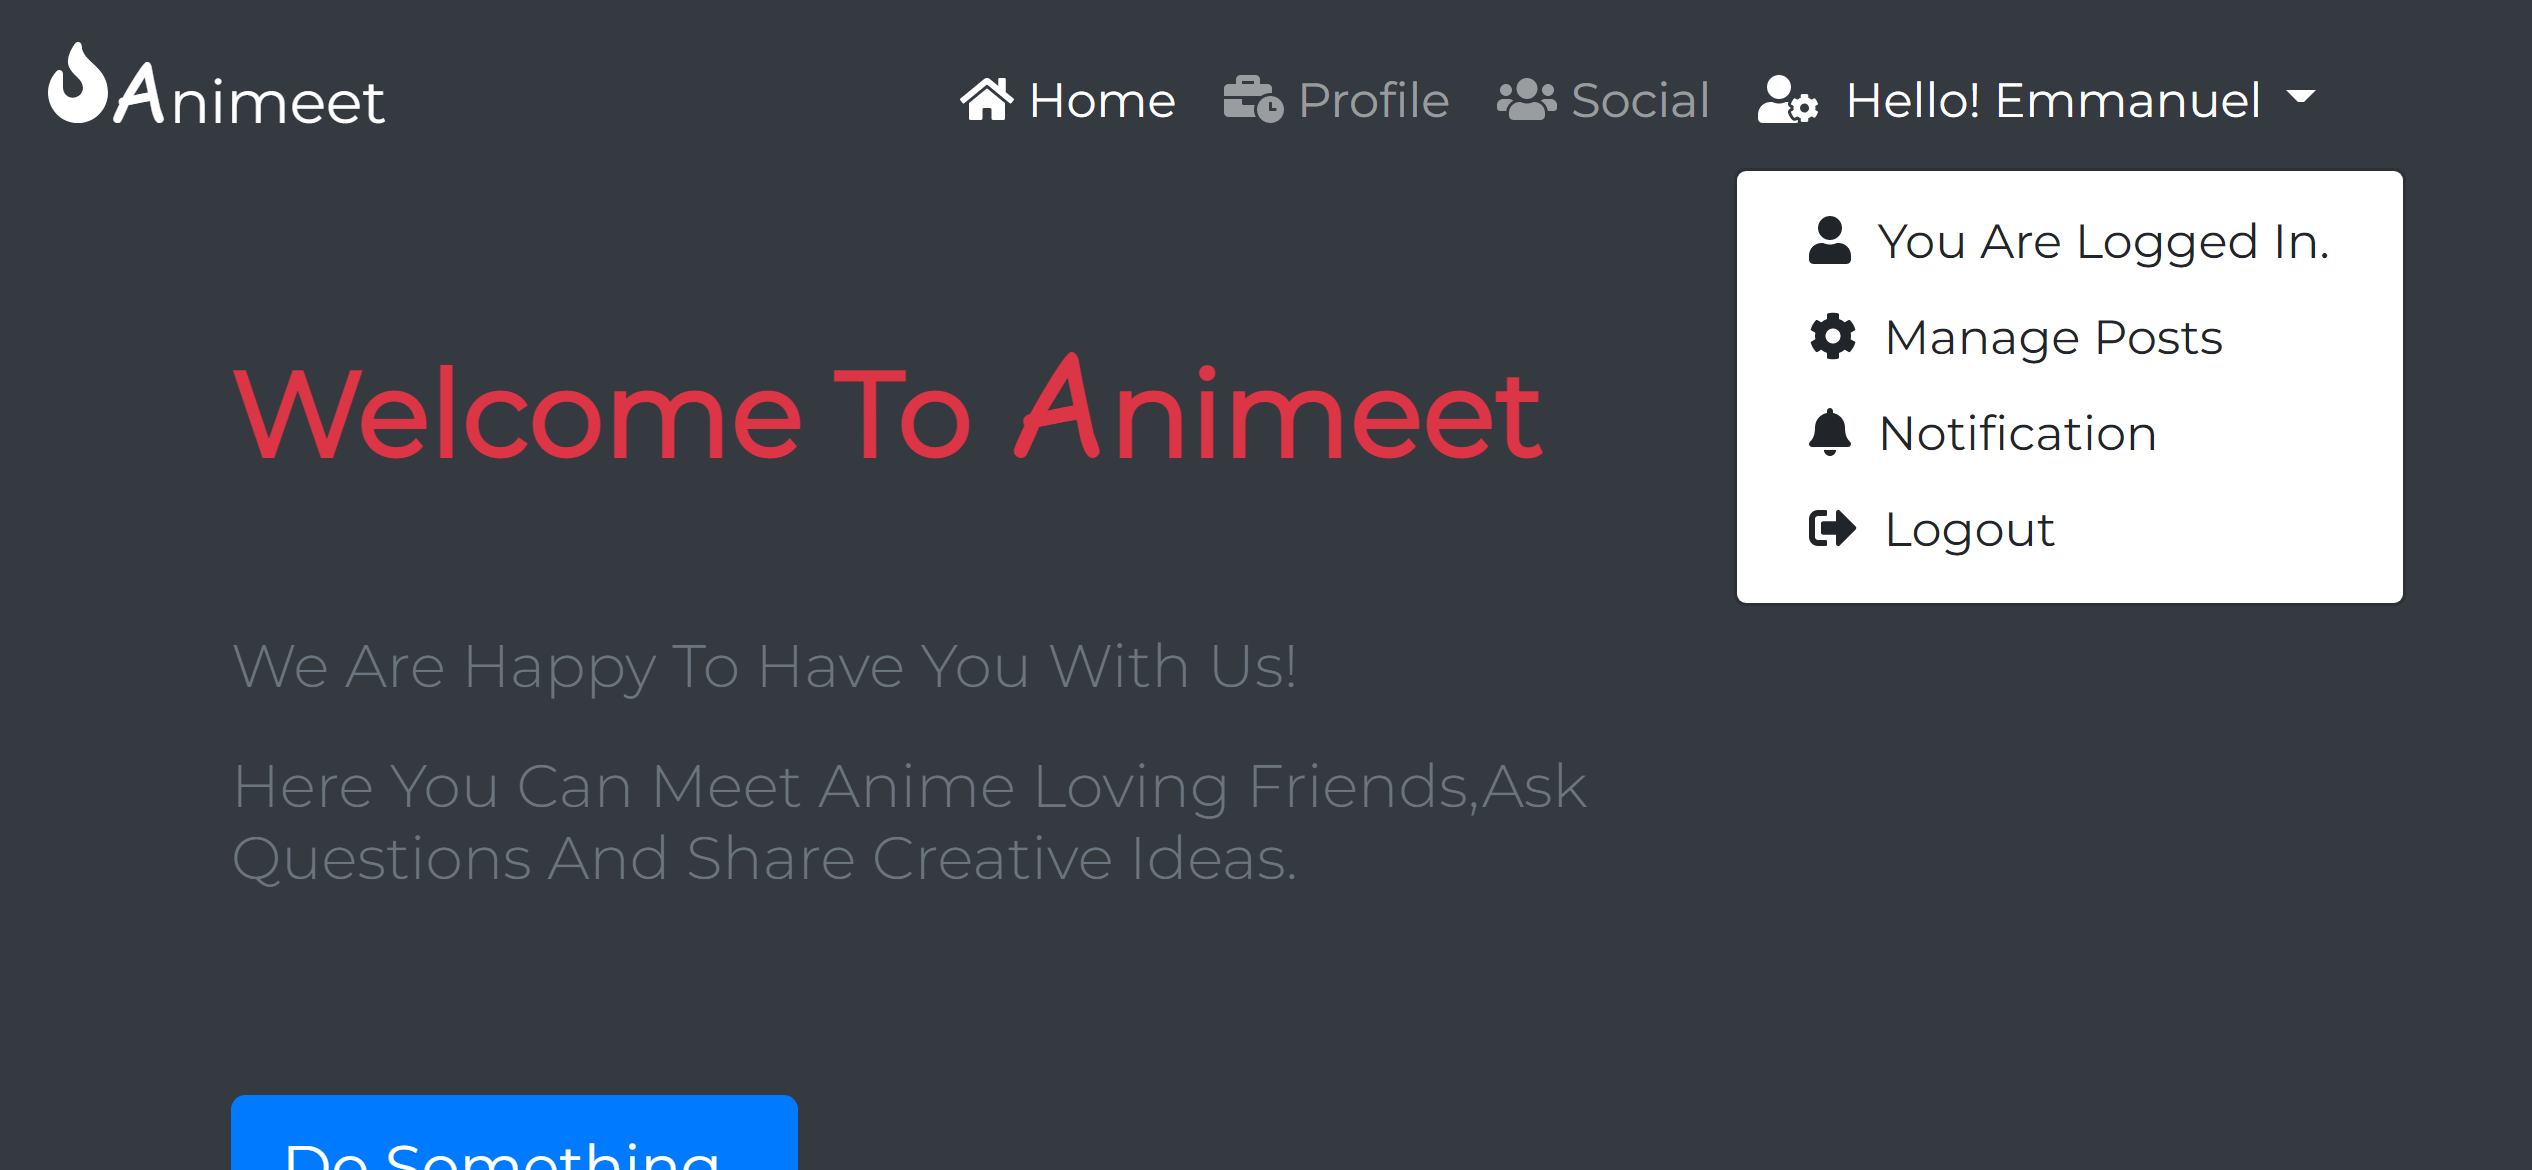 Animeet
Home Profile Social Hello! Emmanuel
You Are Logged In.
Manage Posts
Notification
Logout
Welcome To Animeet
We Are Happy To Have You With Us!
Here You Can Meet Anime Loving Friends,Ask
Questions And Share Creative Ideas.
Do Something